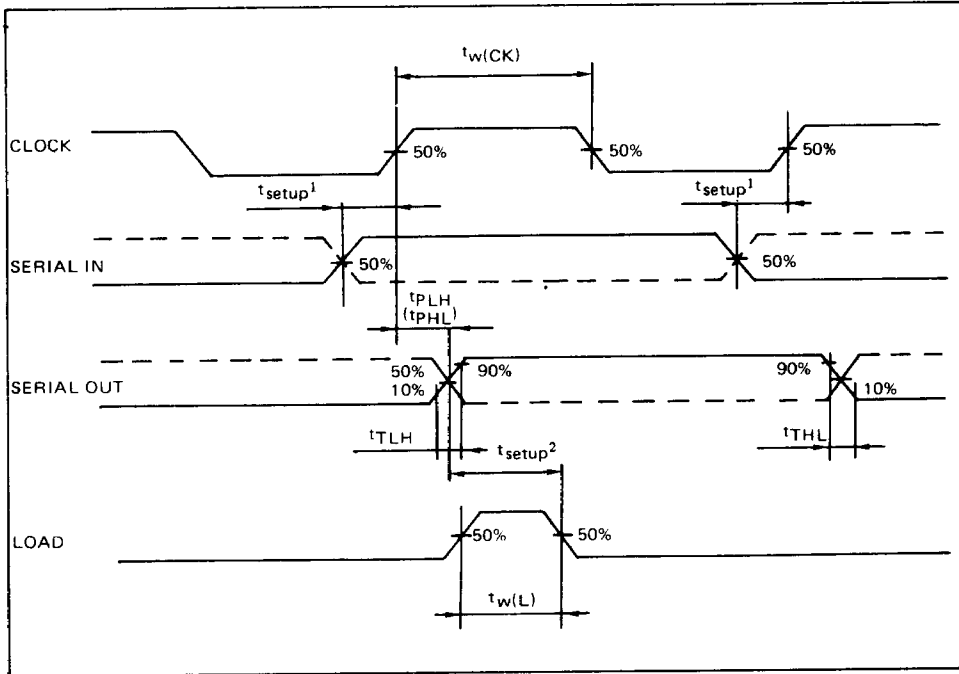 tw(CK)
CLOCK
50%
50%
50%
tsetup1
tsetup1
SERIAL IN
50%
50%
tPLH
(tPHL)
SERIAL OUT
50%
10%
90%
90%
10%
tTLH
tsetup2
tTHL
LOAD
50%
50%
tw(L)